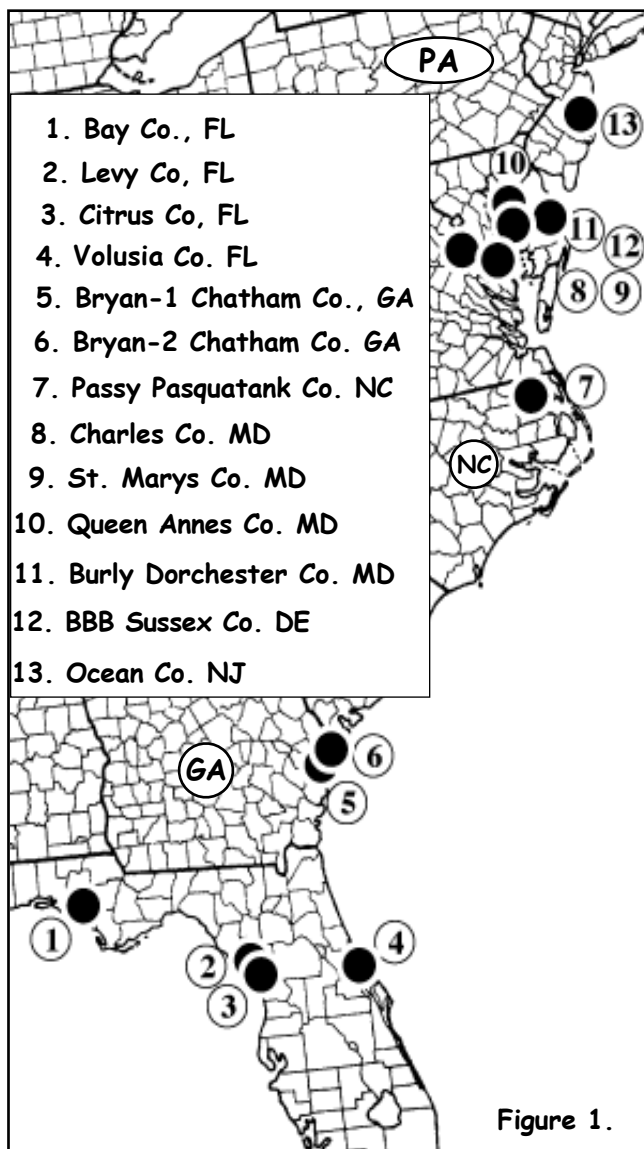 PA
1. Bay Co., FL
2. Levy Co, FL
3. Citrus Co, FL
4. Volusia Co. FL
5. Bryan-1 Chatham Co., GA
6. Bryan-2 Chatham Co. GA
7. Passy Pasquatank Co. NC
8. Charles Co. MD
9. St. Marys Co. MD
10. Queen Annes Co. MD
11. Burly Dorchester Co. MD
12. BBB Sussex Co. DE
13. Ocean Co. NJ
13
10
11
12
8 9
7
NC
GA
6
5
1
2
3
4
Figure 1.